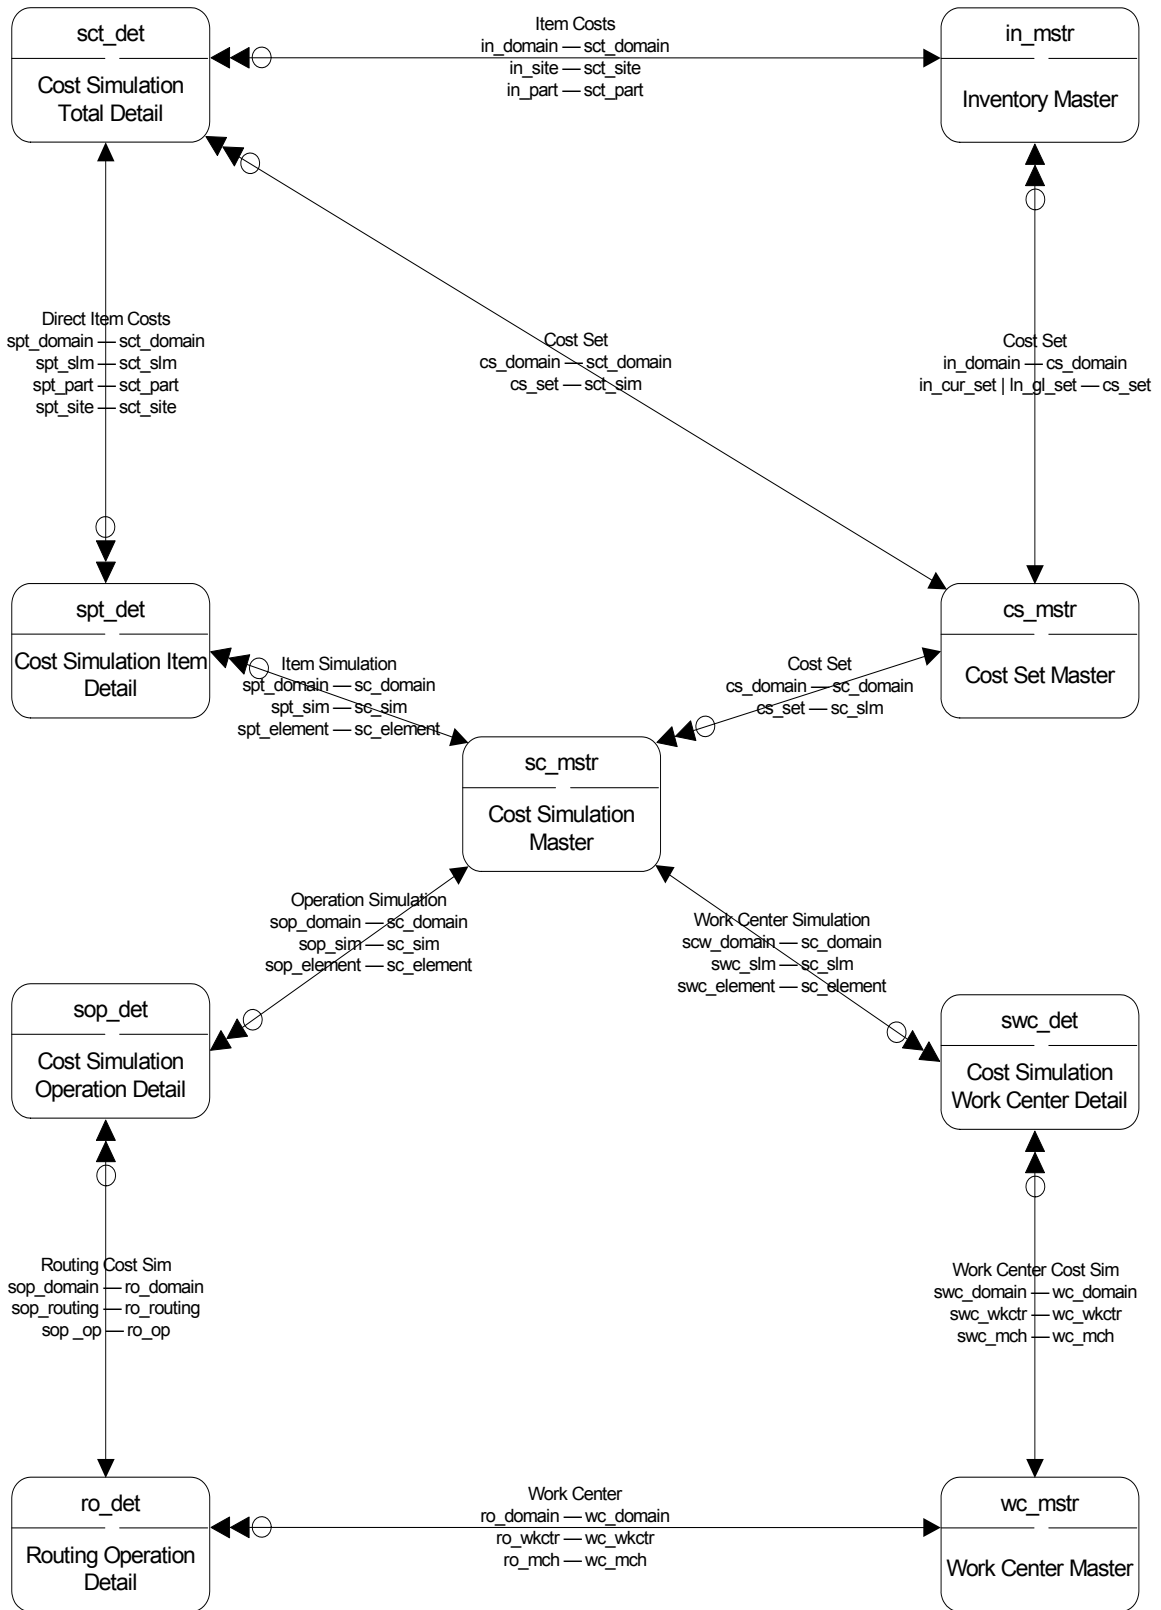 sct_det
Cost Simulation
Total Detail
Item Costs
in_domain — sct_domain
in_site — sct_site
in_part — sct_part
in_mstr
Inventory Master
Direct Item Costs
spt_domain — sct_domain
spt_slm — sct_slm
spt_part — sct_part
spt_site — sct_site
Cost Set
cs_domain — sct_domain
cs_set — sct_sim
Cost Set
in_domain — cs_domain
in_cur_set | ln_gl_set — cs_set
spt_det
Cost Simulation Item
Detail
Item Simulation
spt_domain — sc_domain
spt_sim — sc_sim
spt_element — sc_element
Cost Set
cs_domain — sc_domain
cs_set — sc_slm
cs_mstr
Cost Set Master
sc_mstr
Cost Simulation
Master
Operation Simulation
sop_domain — sc_domain
sop_sim — sc_sim
sop_element — sc_element
Work Center Simulation
scw_domain — sc_domain
swc_slm — sc_slm
swc_element — sc_element
sop_det
Cost Simulation
Operation Detail
swc_det
Cost Simulation
Work Center Detail
Routing Cost Sim
sop_domain — ro_domain
sop_routing — ro_routing
sop _op — ro_op
Work Center Cost Sim
swc_domain — wc_domain
swc_wkctr — wc_wkctr
swc_mch — wc_mch
ro_det
Routing Operation
Detail
Work Center
ro_domain — wc_domain
ro_wkctr — wc_wkctr
ro_mch — wc_mch
wc_mstr
Work Center Master